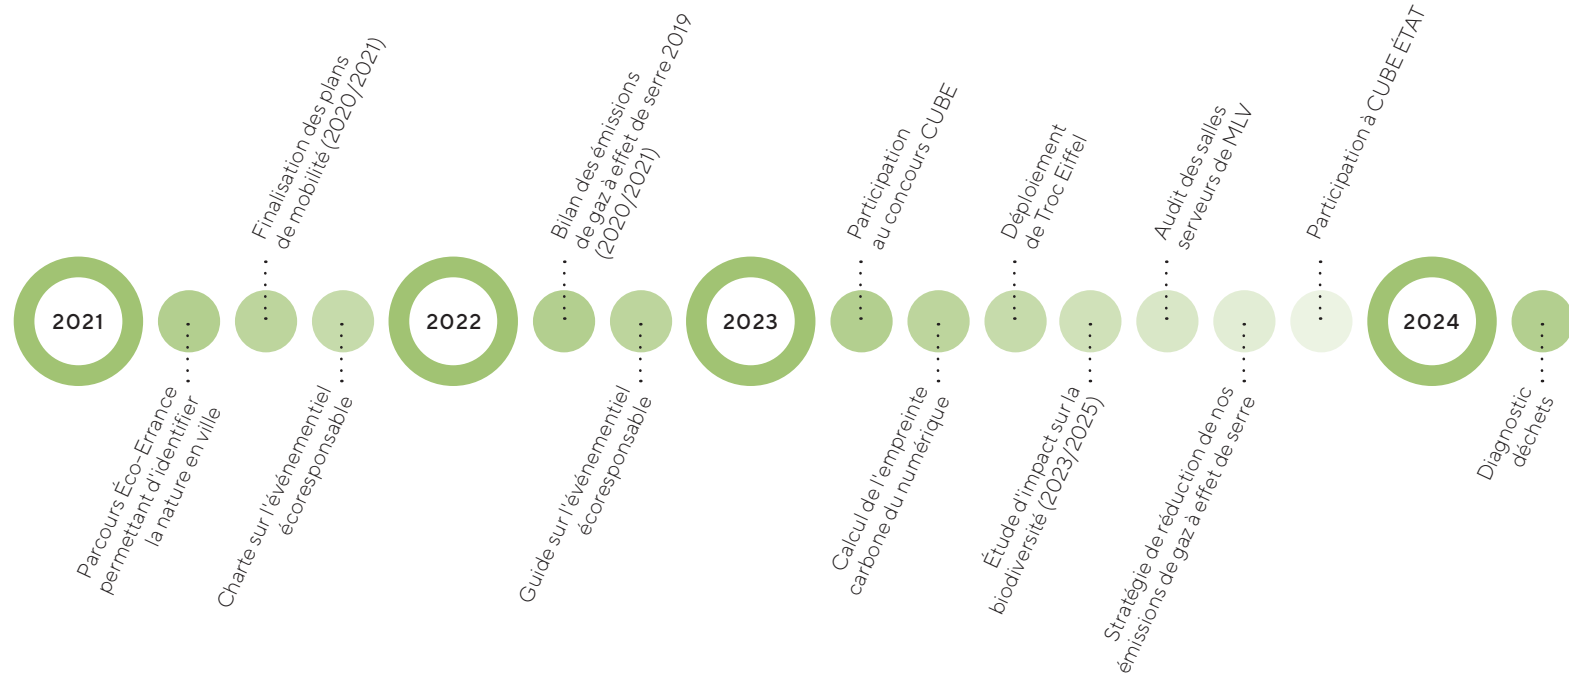 2021
Parcours Éco-Errance
permettant d'identifier
la nature en ville
Finalisation des plans
de mobilité (2020/2021)
Charte sur l'événementiel
écoresponsable
2022
Bilan des émissions
de gaz à effet de serre 2019
(2020/2021)
Guide sur l'événementiel
écoresponsable
2023
Participation
au concours CUBE
Calcul de l'empreinte
carbone du numérique
Déploiement
de Troc Eiffel
Étude d'impact sur la
biodiversité (2023/2025)
Audit des salles
serveurs de MLV
Stratégie de réduction de nos
émissions de gaz à effet de serre
Participation à CUBE ÉTAT
2024
Diagnostic
déchets